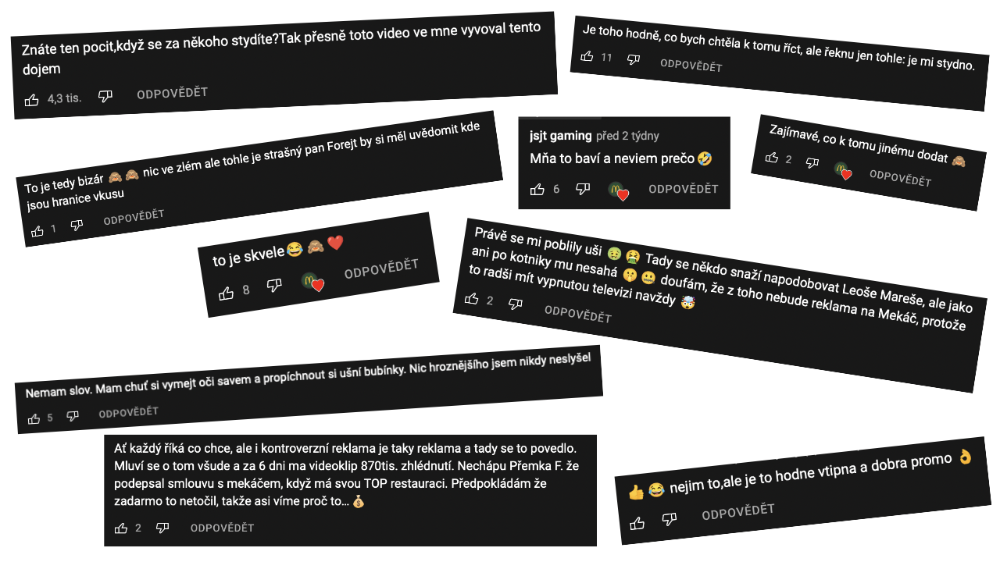 Znáte ten pocit,když se za někoho stydíte?Tak přesně toto video ve mne vyvoval tento
dojem
4,3 tis. ODPOVĚDĚT
Je toho hodně, co bych chtěla k tomu říct, ale řeknu jen tohle: je mi stydno.
11 ODPOVĚDĚT
To je tedy bizár 🙈🙈 nic ve zlém ale tohle je strašný pan Forejt by si měl uvědomit kde
jsou hranice vkusu
1 ODPOVĚDĚT
jsjt gaming před 2 týdny
Mňa to baví a neviem prečo🤣
6 ODPOVĚDĚT
Zajímavé, co k tomu jinému dodat 🙈
2 ODPOVĚDĚT
to je skvele😂 🙈 ❤️
8 ODPOVĚDĚT
Právě se mi poblily uši 🤢 🤮 Tady se někdo snaží napodobovat Leoše Mareše, ale jako
ani po kotniky mu nesahá 🤫 🤐 doufám, že z toho nebude reklama na Mekáč, protože
to radši mít vypnutou televizi navždy 🤯
2 ODPOVĚDĚT
Nemam slov. Mam chuť si vymejt oči savem a propíchnout si ušní bubínky. Nic hroznějšího jsem nikdy neslyšel
5 ODPOVĚDĚT
Ať každý říká co chce, ale i kontroverzní reklama je taky reklama a tady se to povedlo.
Mluví se o tom všude a za 6 dni ma videoklip 870tis. zhlédnutí. Nechápu Přemka F. že
podepsal smlouvu s mekáčem, když má svou TOP restauraci. Předpokládám že
zadarmo to netočil, takže asi víme proč to… 💰
2 ODPOVĚDĚT
👍😂 nejim to,ale je to hodne vtipna a dobra promo 👌
ODPOVĚDĚT